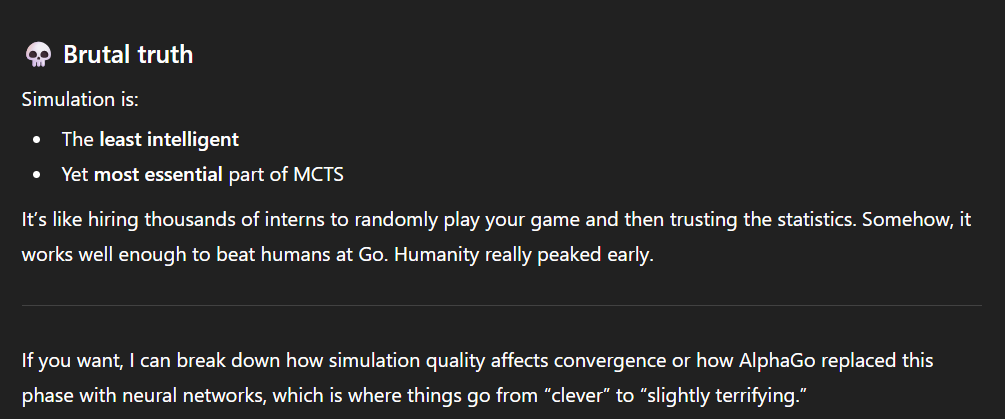 💀 Brutal truth
Simulation is:
• The least intelligent
• Yet most essential part of MCTS
It’s like hiring thousands of interns to randomly play your game and then trusting the statistics. Somehow, it
works well enough to beat humans at Go. Humanity really peaked early.
If you want, I can break down how simulation quality affects convergence or how AlphaGo replaced this
phase with neural networks, which is where things go from “clever” to “slightly terrifying.”